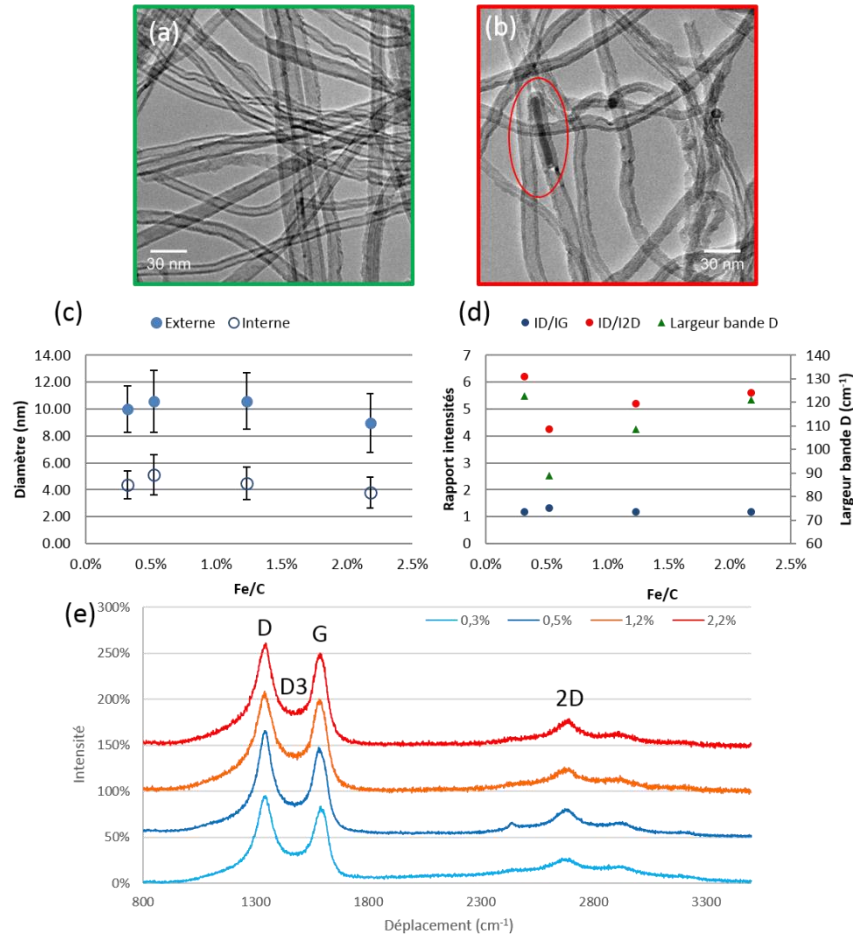 (a)
30 nm
(b)
30 nm
(c)
Externe Interne
Diamètre (nm)
14.00
12.00
10.00
8.00
6.00
4.00
2.00
0.00
0.0% 0.5% 1.0% 1.5% 2.0% 2.5%
Fe/C
(d)
ID/IG ID/I2D Largeur bande D
Rapport intensités
7
6
5
4
3
2
1
0
140
130
120
110
100
90
80
70
60
Largeur bande D (cm⁻¹)
0.0% 0.5% 1.0% 1.5% 2.0% 2.5%
Fe/C
(e)
0,3% 0,5% 1,2% 2,2%
Intensité
300%
250%
200%
150%
100%
50%
0%
D
D3
G
2D
800 1300 1800 2300 2800 3300
Déplacement (cm⁻¹)